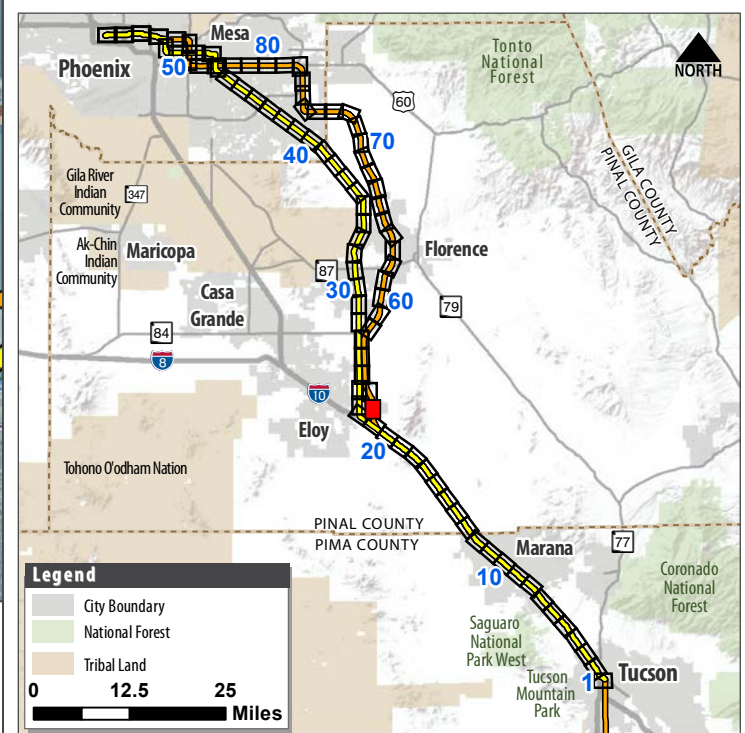 Mesa
80
Phoenix
50
Tonto
National
Forest
NORTH
60
70
40
GILA COUNTY
PINAL COUNTY
Gila River
Indian
Community
347
Ak-Chin
Indian
Community
Maricopa
Florence
87
30
60
Casa
Grande
79
84
8
10
Eloy
20
Tohono O'odham Nation
PINAL COUNTY
PIMA COUNTY
Marana
77
10
Coronado
National
Forest
Saguaro
National
Park West
Tucson
Mountain
Park
1
Tucson
Legend
City Boundary
National Forest
Tribal Land
0 12.5 25
Miles